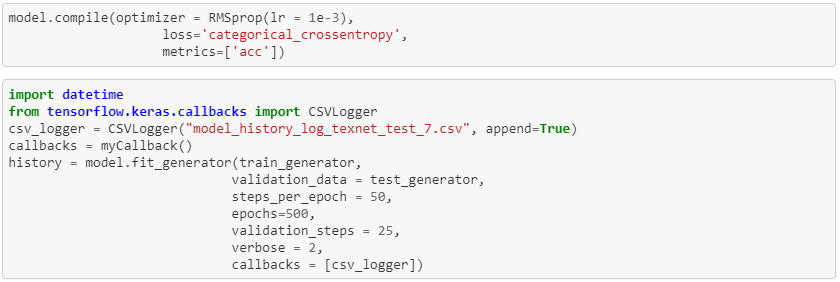 model.compile(optimizer = RMSprop(lr = 1e-3),
loss='categorical_crossentropy',
metrics=['acc'])
import datetime
from tensorflow.keras.callbacks import CSVLogger
csv_logger = CSVLogger("model_history_log_texnet_test_7.csv", append=True)
callbacks = myCallback()
history = model.fit_generator(train_generator,
validation_data = test_generator,
steps_per_epoch = 50,
epochs=500,
validation_steps = 25,
verbose = 2,
callbacks = [csv_logger])